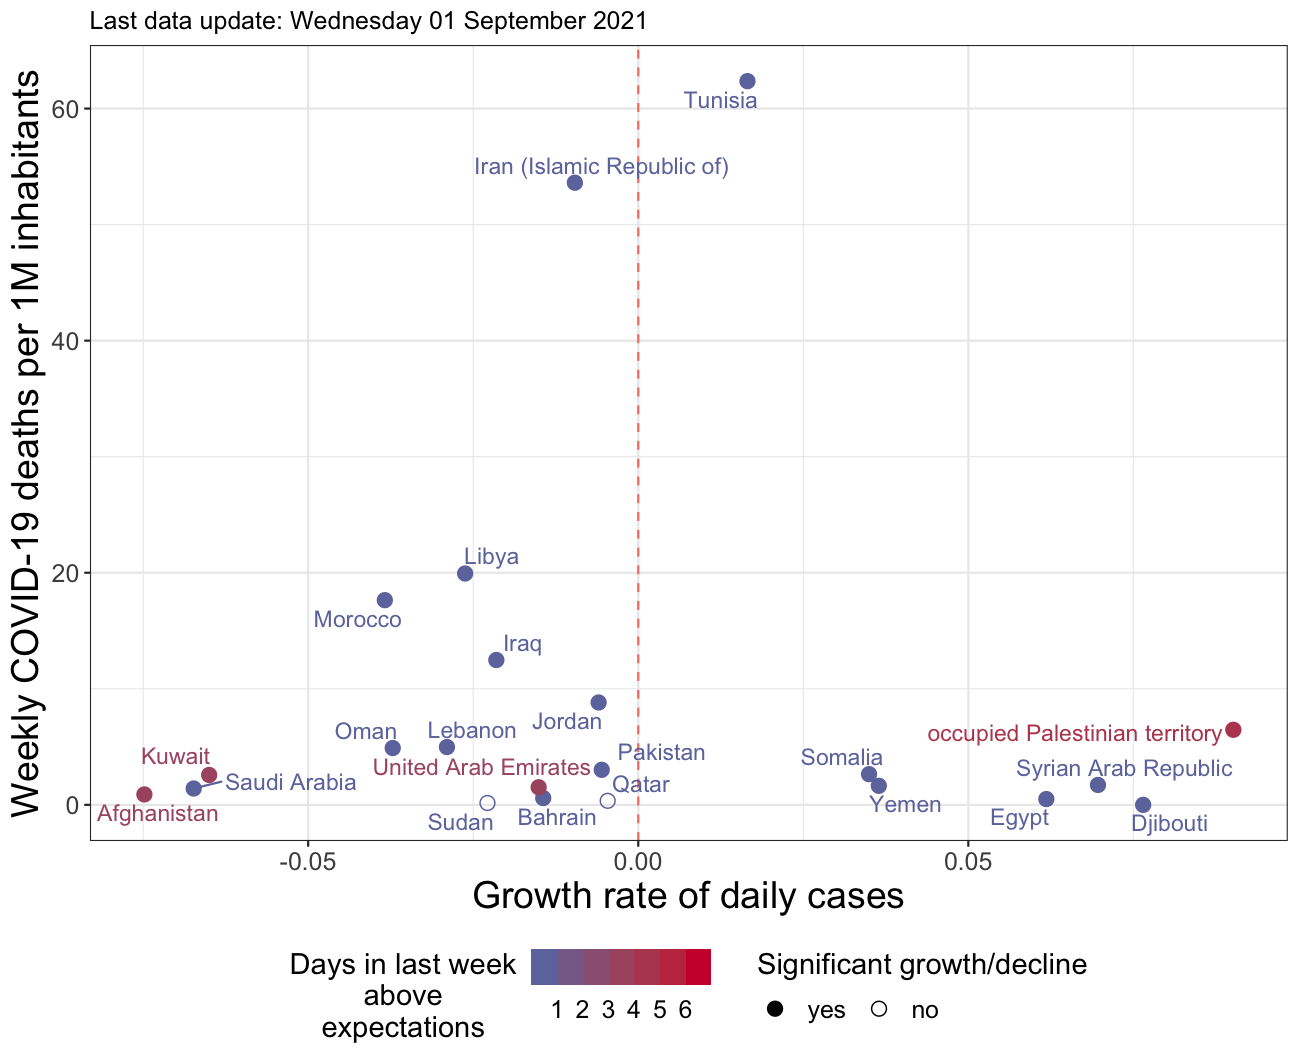 Last data update: Wednesday 01 September 2021
Weekly COVID-19 deaths per 1M inhabitants
60
40
20
0
Tunisia
Iran (Islamic Republic of)
Libya
Morocco
Iraq
Jordan
Oman
Lebanon
occupied Palestinian territory
Pakistan
Kuwait
Somalia
United Arab Emirates
Syrian Arab Republic
Saudi Arabia
Qatar
Yemen
Afghanistan
Sudan
Bahrain
Egypt
Djibouti
-0.05
0.00
0.05
Growth rate of daily cases
Days in last week
above
expectations
1 2 3 4 5 6
Significant growth/decline
yes
no